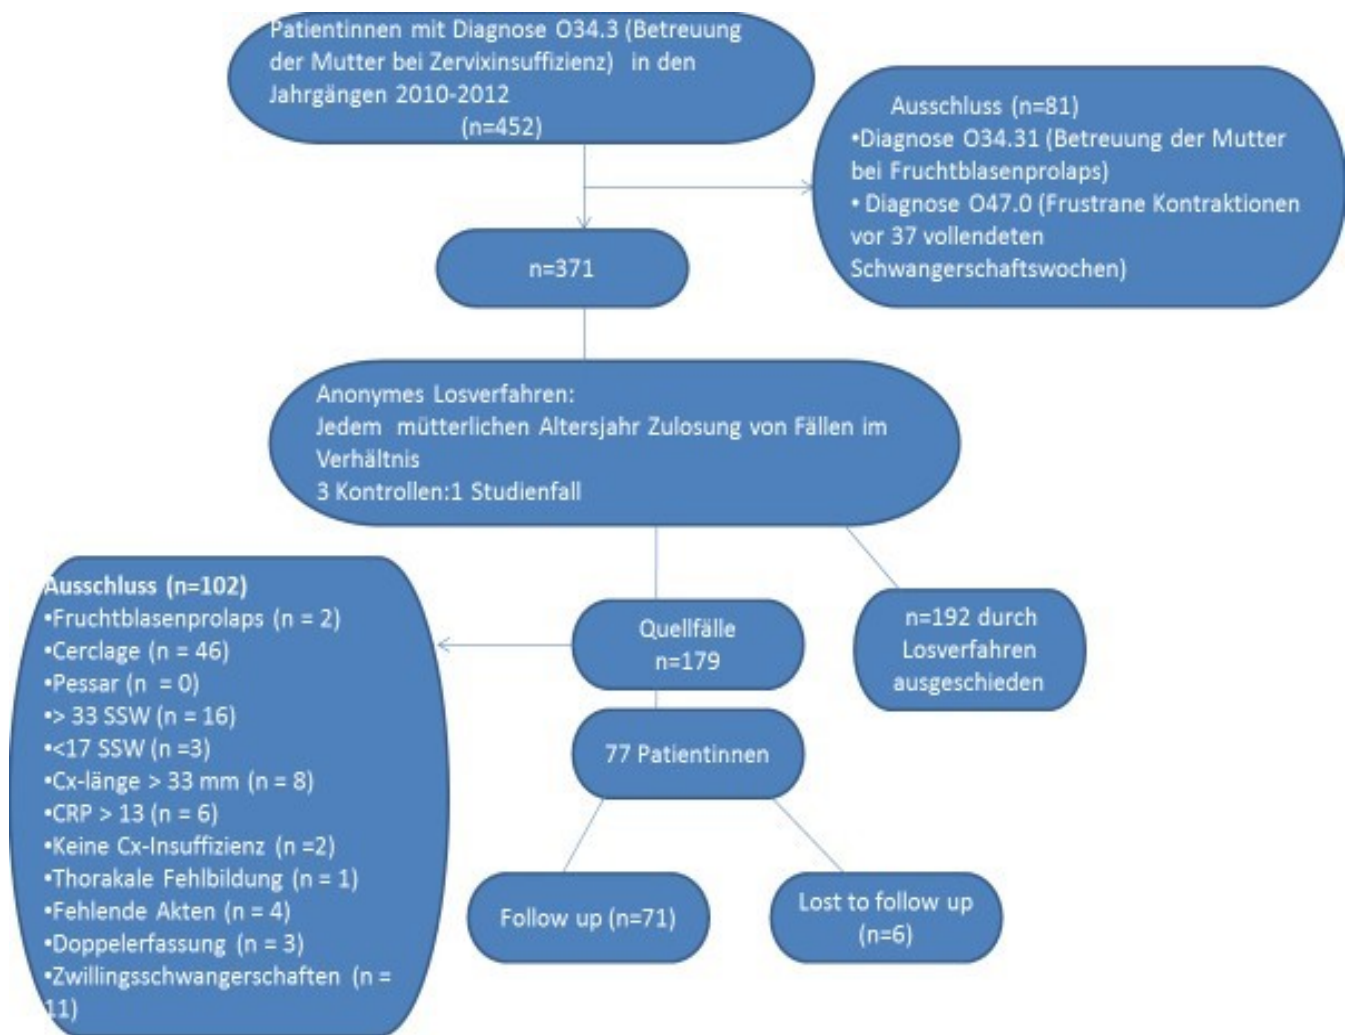 Patientinnen mit Diagnose O34.3 (Betreuung
der Mutter bei Zervixinsuffizienz) in den
Jahrgängen 2010-2012
(n=452)
Ausschluss (n=81)
•Diagnose O34.31 (Betreuung der Mutter
bei Fruchtblasenprolaps)
• Diagnose O47.0 (Frustrane Kontraktionen
vor 37 vollendeten
Schwangerschaftswochen)
n=371
Anonymes Losverfahren:
Jedem mütterlichen Altersjahr Zulosung von Fällen im
Verhältnis
3 Kontrollen:1 Studienfall
Ausschluss (n=102)
•Fruchtblasenprolaps (n = 2)
•Cerclage (n = 46)
•Pessar (n = 0)
•> 33 SSW (n = 16)
•<17 SSW (n =3)
•Cx-länge > 33 mm (n = 8)
•CRP > 13 (n = 6)
•Keine Cx-Insuffizienz (n =2)
•Thorakale Fehlbildung (n = 1)
•Fehlende Akten (n = 4)
•Doppelerfassung (n = 3)
•Zwillingsschwangerschaften (n =
11)
Quellfälle
n=179
n=192 durch
Losverfahren
ausgeschieden
77 Patientinnen
Follow up (n=71)
Lost to follow up
(n=6)